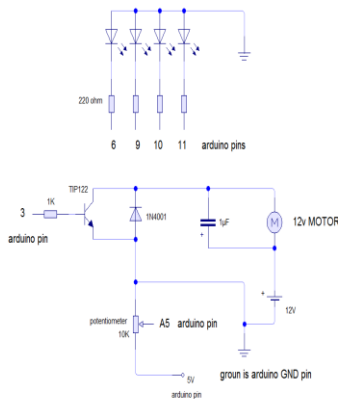 220 ohm
6 9 10 11 arduino pins
TIP122
1K
3
arduino pin
1N4001
+
1µF
M
12v MOTOR
potentiometer
10K
A5 arduino pin
+
12V
5V
arduino pin
groun is arduino GND pin